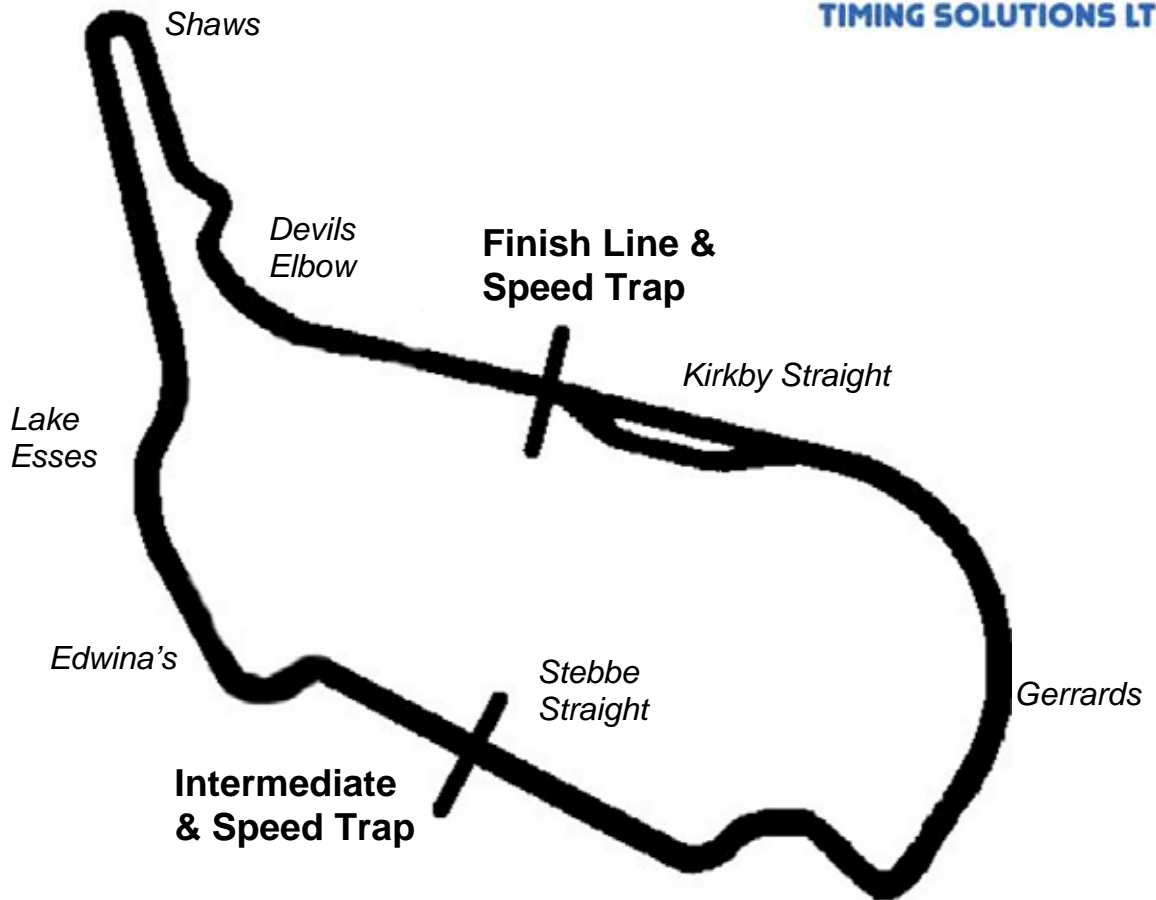 TIMING SOLUTIONS LT
Shaws
Devils
Elbow
Finish Line &
Speed Trap
Kirkby Straight
Lake
Esses
Edwina’s
Stebbe
Straight
Gerrards
Intermediate
& Speed Trap